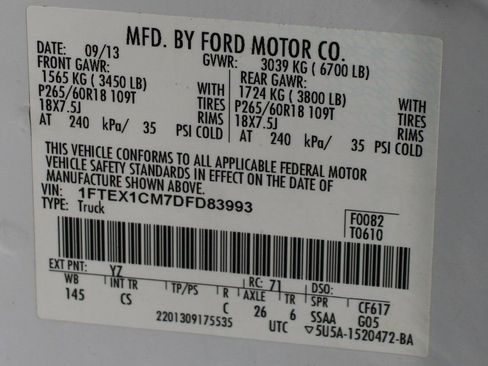 MFD. BY FORD MOTOR CO.
DATE: 09/13 GVWR: 3039 KG ( 6700 LB)
FRONT GAWR: REAR GAWR:
1565 KG ( 3450 LB) WITH 1724 KG ( 3800 LB) WITH
P265/60R18 109T TIRES P265/60R18 109T TIRES
18X7.5J RIMS 18X7.5J RIMS
AT 240 kPa/ 35 PSI COLD AT 240 kPa/ 35 PSI COLD
THIS VEHICLE CONFORMS TO ALL APPLICABLE FEDERAL MOTOR
VEHICLE SAFETY STANDARDS IN EFFECT ON THE DATE OF
MANUFACTURE SHOWN ABOVE.
VIN: 1FTEX1CM7DFD83993 F0082
TYPE: Truck T0610
EXT PNT: YZ RC: 71 DSO:
WB INT TR TP/PS R AXLE TR SPR CF617
145 CS C 26 6 SSAA G05
2201309175535 UTC ▽5U5A-1520472-BA